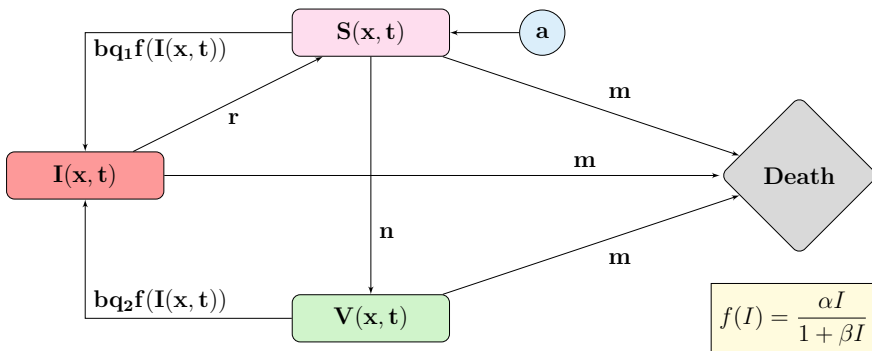 S(x, t)
a
bq₁f(I(x, t))
m
r
I(x, t)
m
Death
n
m
bq₂f(I(x, t))
V(x, t)
f(I) = αI / (1 + βI)